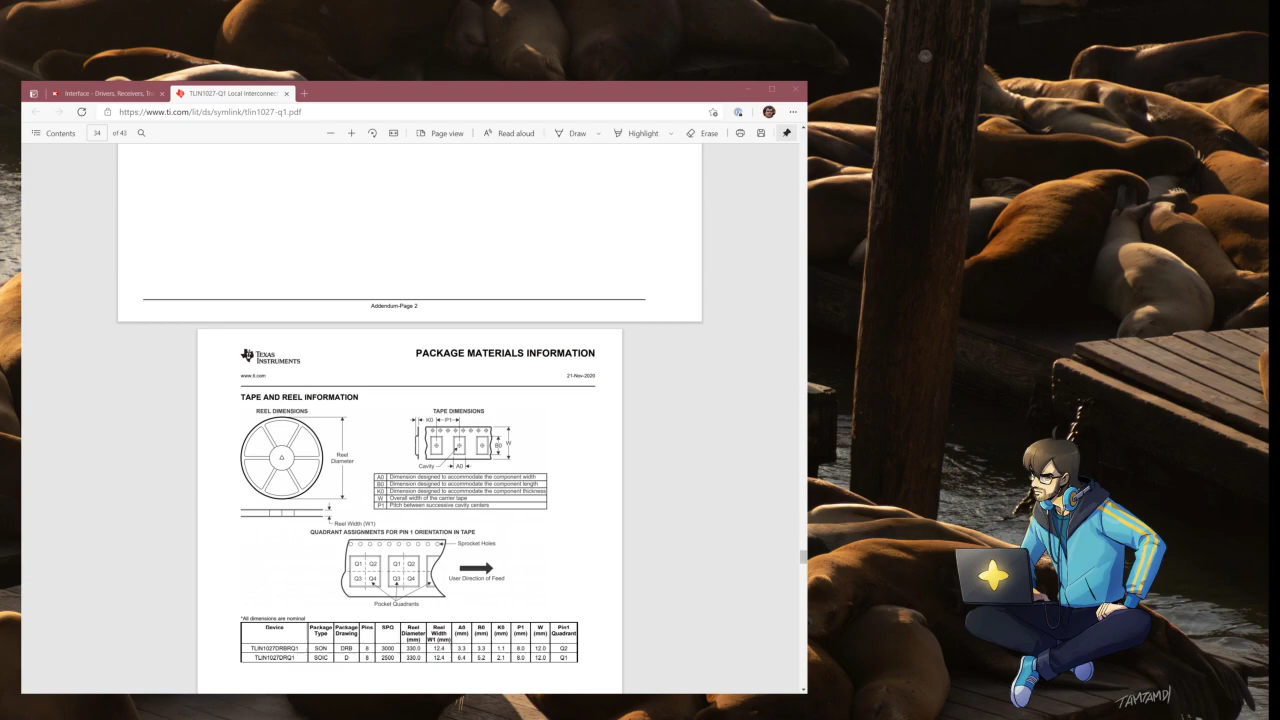 Interface - Drivers, Receivers, Tra
TLIN1027-Q1 Local Interconnect
https://www.ti.com/lit/ds/symlink/tlin1027-q1.pdf
Contents 34 of 43 Page view Read aloud Draw Highlight Erase
Addendum-Page 2
TEXAS INSTRUMENTS
PACKAGE MATERIALS INFORMATION
www.ti.com 21-Nov-2020
TAPE AND REEL INFORMATION
REEL DIMENSIONS
TAPE DIMENSIONS
K0 P1
B0 W
Reel Diameter
Cavity A0
A0 Dimension designed to accommodate the component width
B0 Dimension designed to accommodate the component length
K0 Dimension designed to accommodate the component thickness
W Overall width of the carrier tape
P1 Pitch between successive cavity centers
Reel Width (W1)
QUADRANT ASSIGNMENTS FOR PIN 1 ORIENTATION IN TAPE
Sprocket Holes
Q1 Q2 Q1 Q2
Q3 Q4 Q3 Q4
User Direction of Feed
Pocket Quadrants
*All dimensions are nominal
Device Package Type Package Drawing Pins SPQ Reel Diameter (mm) Reel Width W1 (mm) A0 (mm) B0 (mm) K0 (mm) P1 (mm) W (mm) Pin1 Quadrant
TLIN1027DRBRQ1 SON DRB 8 3000 330.0 12.4 3.3 3.3 1.1 8.0 12.0 Q2
TLIN1027DRQ1 SOIC D 8 2500 330.0 12.4 6.4 5.2 2.1 8.0 12.0 Q1
TAMTAMDI